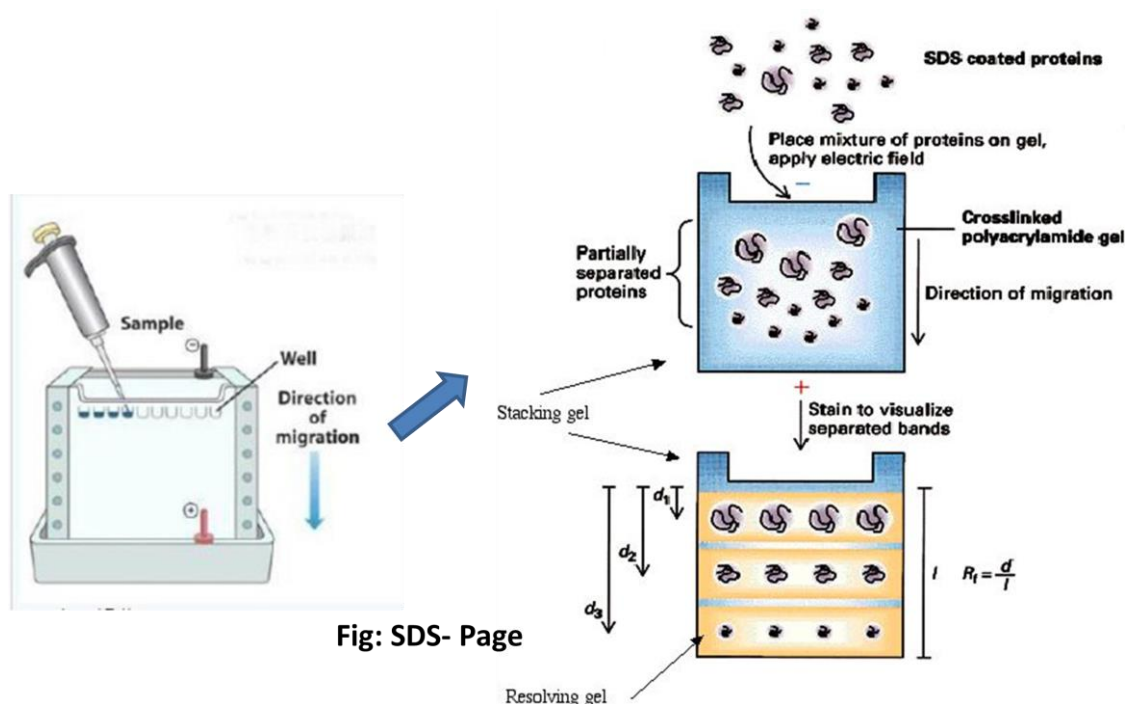 SDS coated proteins
Place mixture of proteins on gel,
apply electric field
−
Crosslinked
polyacrylamide gel
Partially
separated
proteins
Direction of migration
+
Stain to visualize
separated bands
Sample
⊖
Well
Direction
of
migration
⊕
Stacking gel
d1
d2
d3
l
Rf = d/l
Fig: SDS- Page
Resolving gel